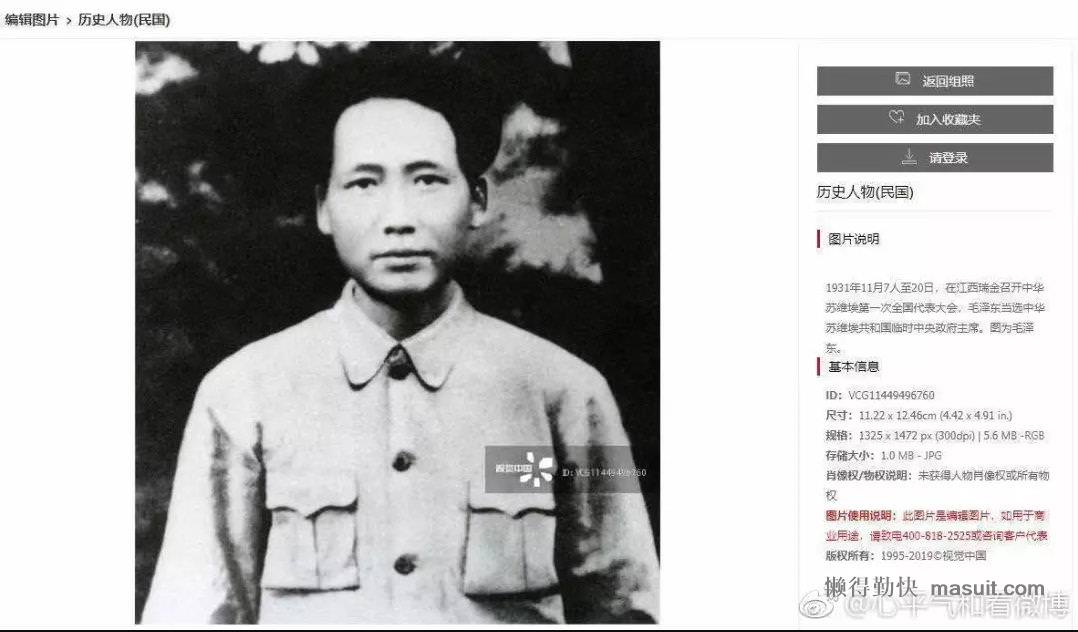 编辑图片 > 历史人物(民国)
返回组照
加入收藏夹
请登录
历史人物(民国)
图片说明
1931年11月7人至20日，在江西瑞金召开中华
苏维埃第一次全国代表大会，毛泽东当选中华
苏维埃共和国临时中央政府主席。图为毛泽
东。
基本信息
ID：VCG11449496760
尺寸：11.22 x 12.46cm (4.42 x 4.91 in.)
规格：1325 x 1472 px (300dpi) | 5.6 MB -RGB
存储大小：1.0 MB - JPG
肖像权/物权说明：未获得人物肖像权或所有物
权
图片使用说明：此图片是编辑图片，如用于商
业用途，请致电400-818-2525或咨询客户代表
版权所有：1995-2019©视觉中国
视觉中国 ID:VCG11449496760
懒得勤快 masuit.com
@心平气和看微博